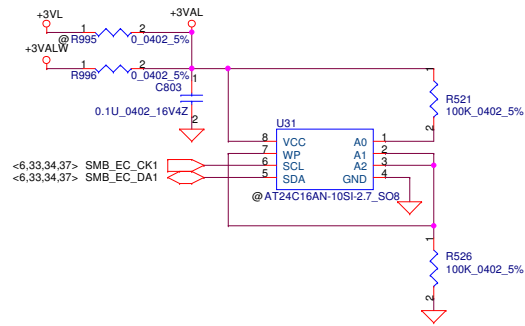 +3VL
+3VAL
1
2
@
R995
0_0402_5%
+3VALW
1
2
R996
0_0402_5%
C803
1
0.1U_0402_16V4Z
2
1
R521
100K_0402_5%
2
U31
8 VCC A0 1
7 WP A1 2
<6,33,34,37> SMB_EC_CK1 6 SCL A2 3
<6,33,34,37> SMB_EC_DA1 5 SDA GND 4
@AT24C16AN-10SI-2.7_SO8
1
R526
100K_0402_5%
2